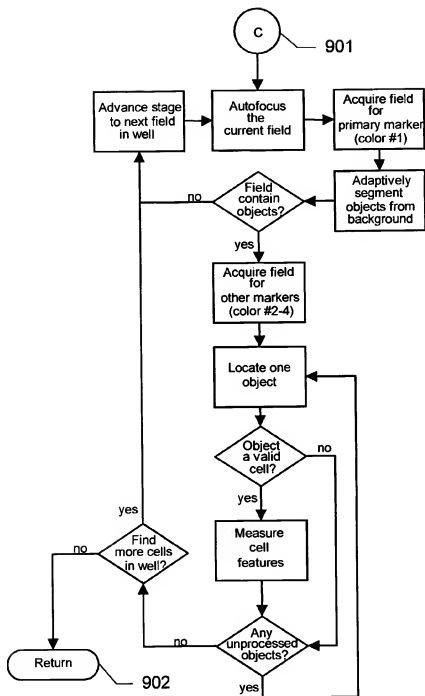 C
901
Advance stage
to next field
in well
Autofocus
the
current field
Acquire field
for
primary marker
(color #1)
Adaptively
segment
objects from
background
Field
contain
objects?
no
yes
Acquire field
for
other markers
(color #2-4)
Locate one
object
Object
a valid
cell?
no
yes
Measure
cell
features
yes
Find
more cells
in well?
no
Any
unprocessed
objects?
no
yes
Return
902